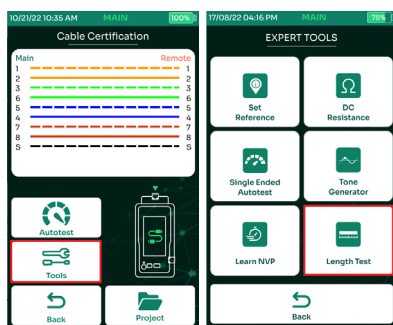 10/21/22 10:35 AM MAIN 100%
Cable Certification
Main Remote
1 1
2 2
3 3
6 6
5 5
4 4
7 7
8 8
S S
Autotest
Tools
Back
Project
17/08/22 04:16 PM MAIN 75%
EXPERT TOOLS
Set
Reference
Ω
DC
Resistance
Single Ended
Autotest
Tone
Generator
Learn NVP
Length Test
Back